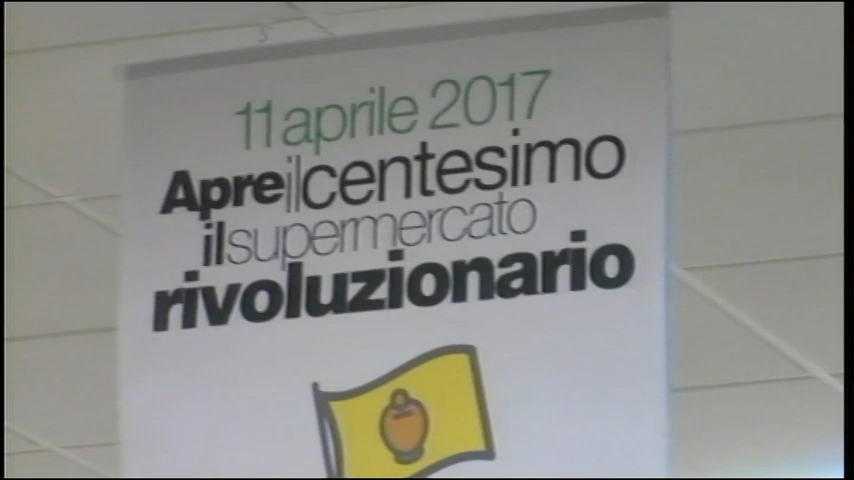 11 aprile 2017
Apre il centesimo
il supermercato
rivoluzionario